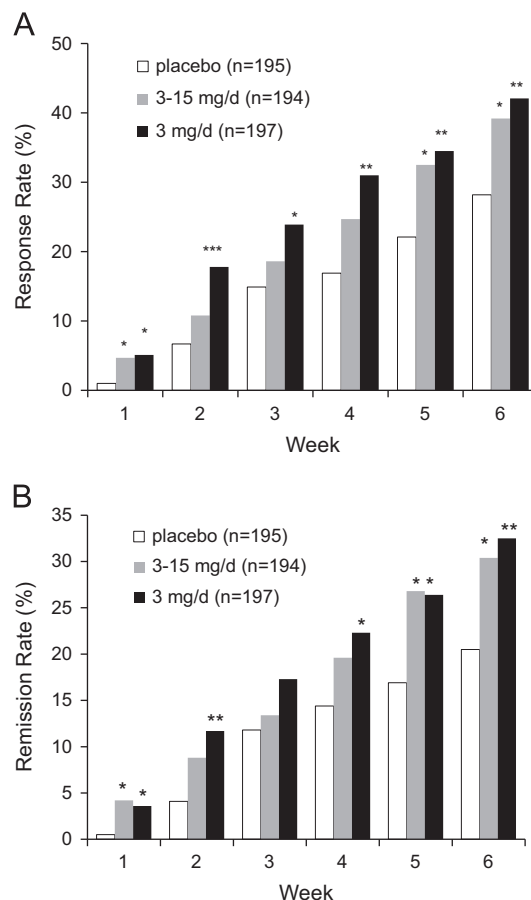 A
Response Rate (%)
50
40
30
20
10
0
placebo (n=195)
3-15 mg/d (n=194)
3 mg/d (n=197)
* * *** * ** * ** * **
1 2 3 4 5 6
Week
B
Remission Rate (%)
35
30
25
20
15
10
5
0
placebo (n=195)
3-15 mg/d (n=194)
3 mg/d (n=197)
* * ** * * * * **
1 2 3 4 5 6
Week